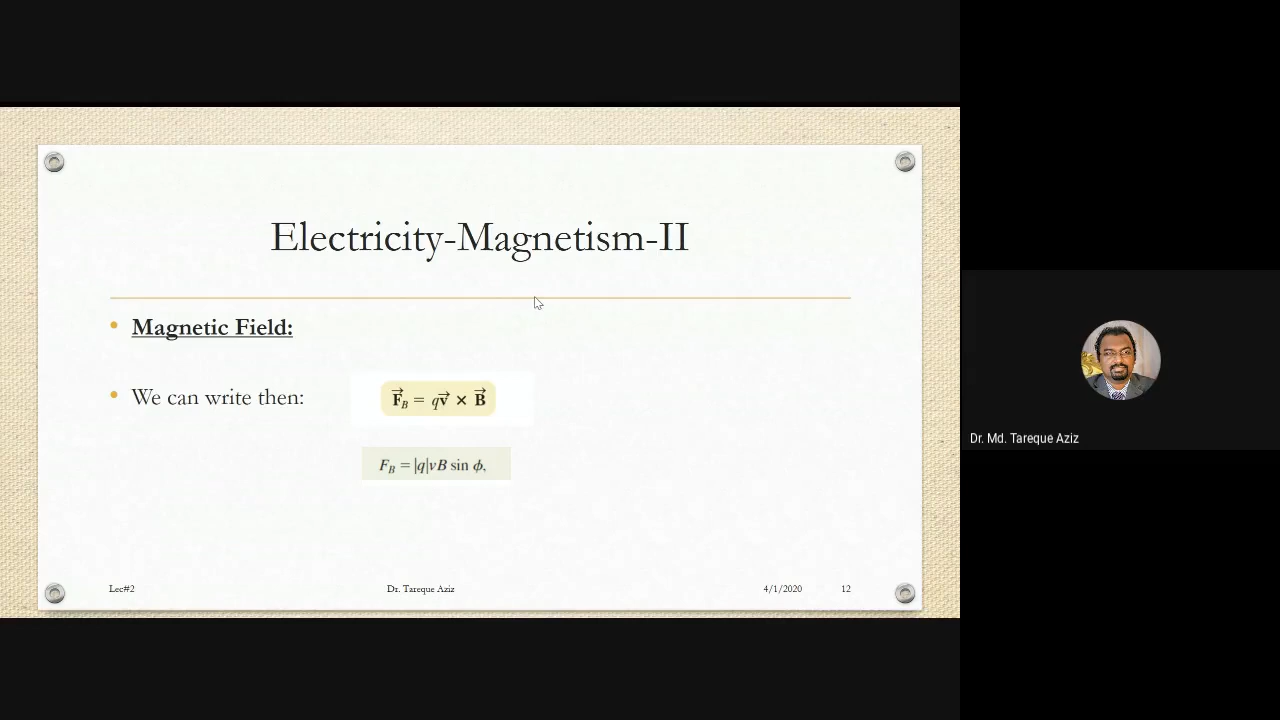 Electricity-Magnetism-II
Magnetic Field:
We can write then:
F⃗_B = qv⃗ × B⃗
F_B = |q|vB sin ϕ,
Lec#2
Dr. Tareque Aziz
4/1/2020
12
Dr. Md. Tareque Aziz